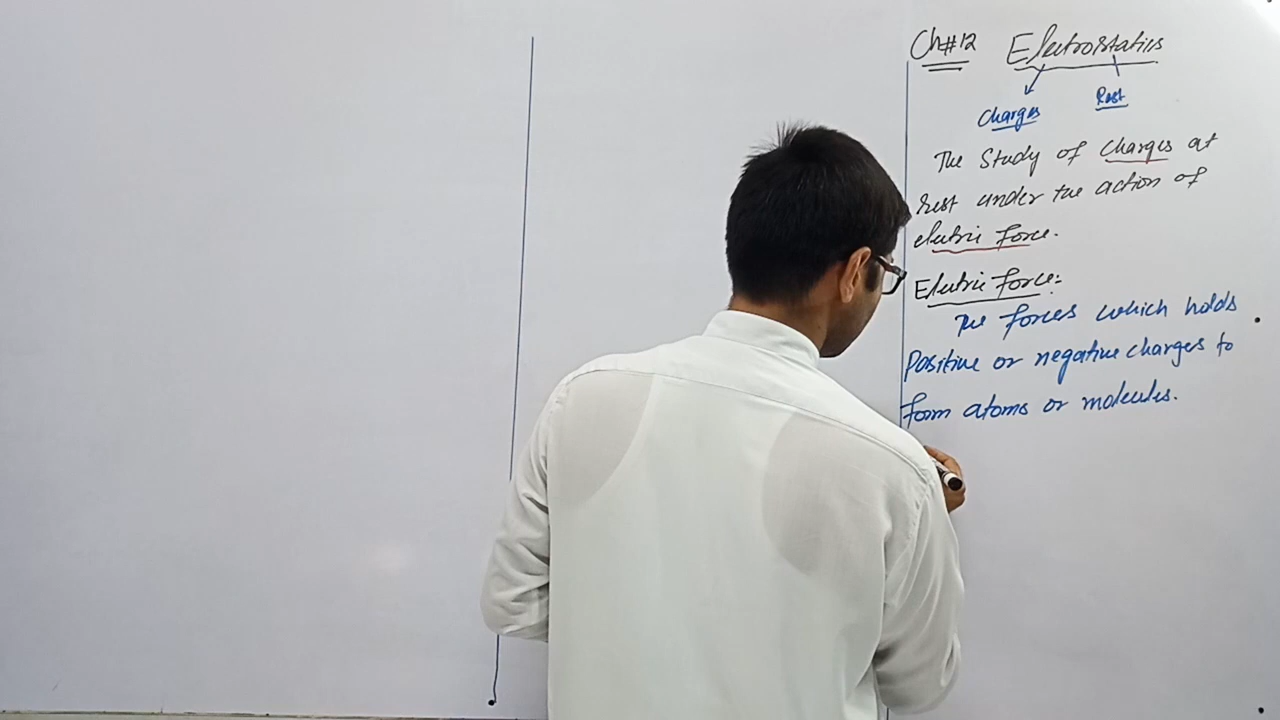 Ch#12 Electrostatics
Charges Rest
The Study of charges at
rest under the action of
electric force.
Electric Force:
The forces which holds
Positive or negative charges to
form atoms or molecules.